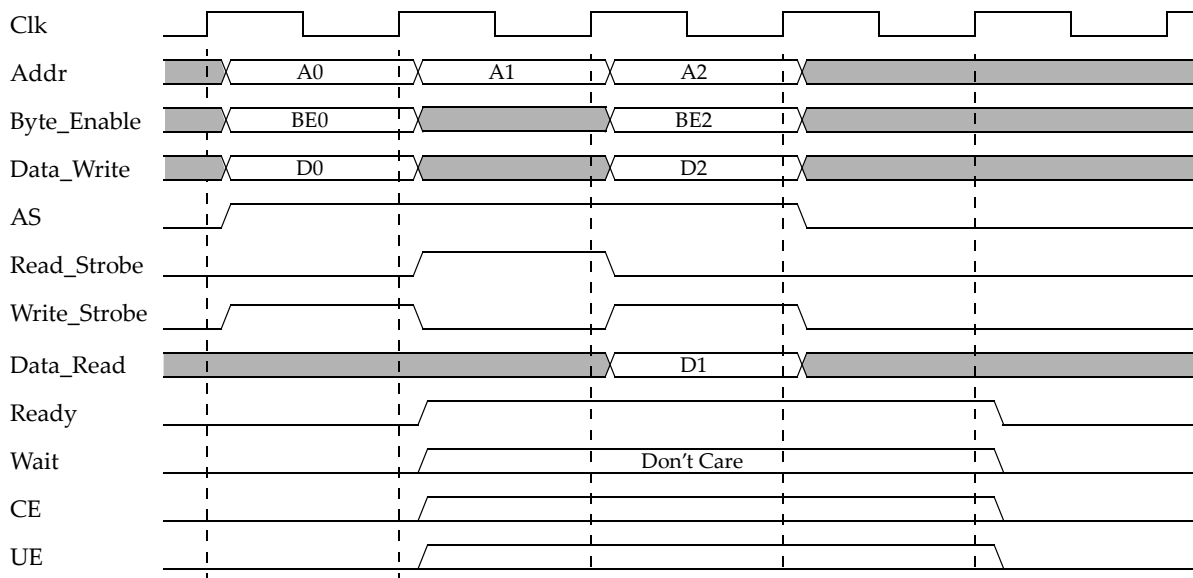 Clk
Addr A0 A1 A2
Byte_Enable BE0 BE2
Data_Write D0 D2
AS
Read_Strobe
Write_Strobe
Data_Read D1
Ready
Wait Don't Care
CE
UE